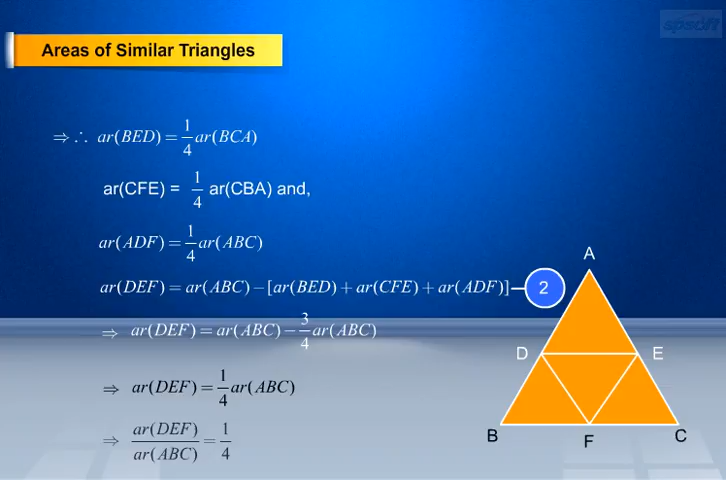 spsoft
Areas of Similar Triangles
⇒∴ ar(BED) = 1/4 ar(BCA)
ar(CFE) = 1/4 ar(CBA) and,
ar(ADF) = 1/4 ar(ABC)
ar(DEF) = ar(ABC) − [ar(BED) + ar(CFE) + ar(ADF)] — 2
⇒ ar(DEF) = ar(ABC) − 3/4 ar(ABC)
⇒ ar(DEF) = 1/4 ar(ABC)
⇒ ar(DEF)/ar(ABC) = 1/4
A
D E
B F C